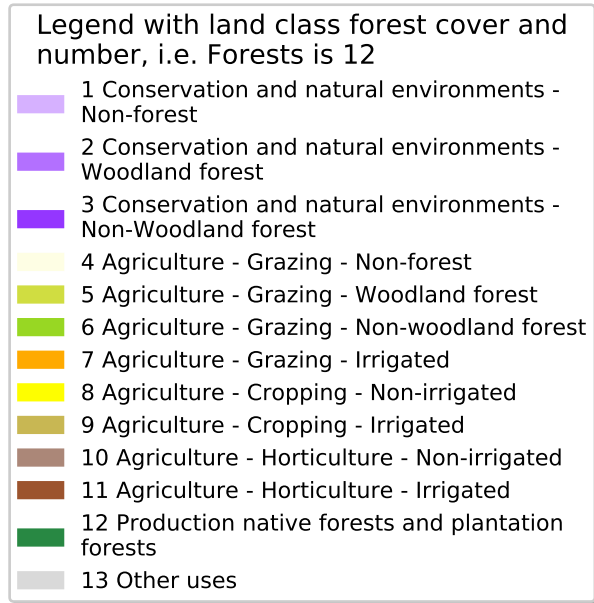 Legend with land class forest cover and
number, i.e. Forests is 12
1 Conservation and natural environments -
Non-forest
2 Conservation and natural environments -
Woodland forest
3 Conservation and natural environments -
Non-Woodland forest
4 Agriculture - Grazing - Non-forest
5 Agriculture - Grazing - Woodland forest
6 Agriculture - Grazing - Non-woodland forest
7 Agriculture - Grazing - Irrigated
8 Agriculture - Cropping - Non-irrigated
9 Agriculture - Cropping - Irrigated
10 Agriculture - Horticulture - Non-irrigated
11 Agriculture - Horticulture - Irrigated
12 Production native forests and plantation
forests
13 Other uses